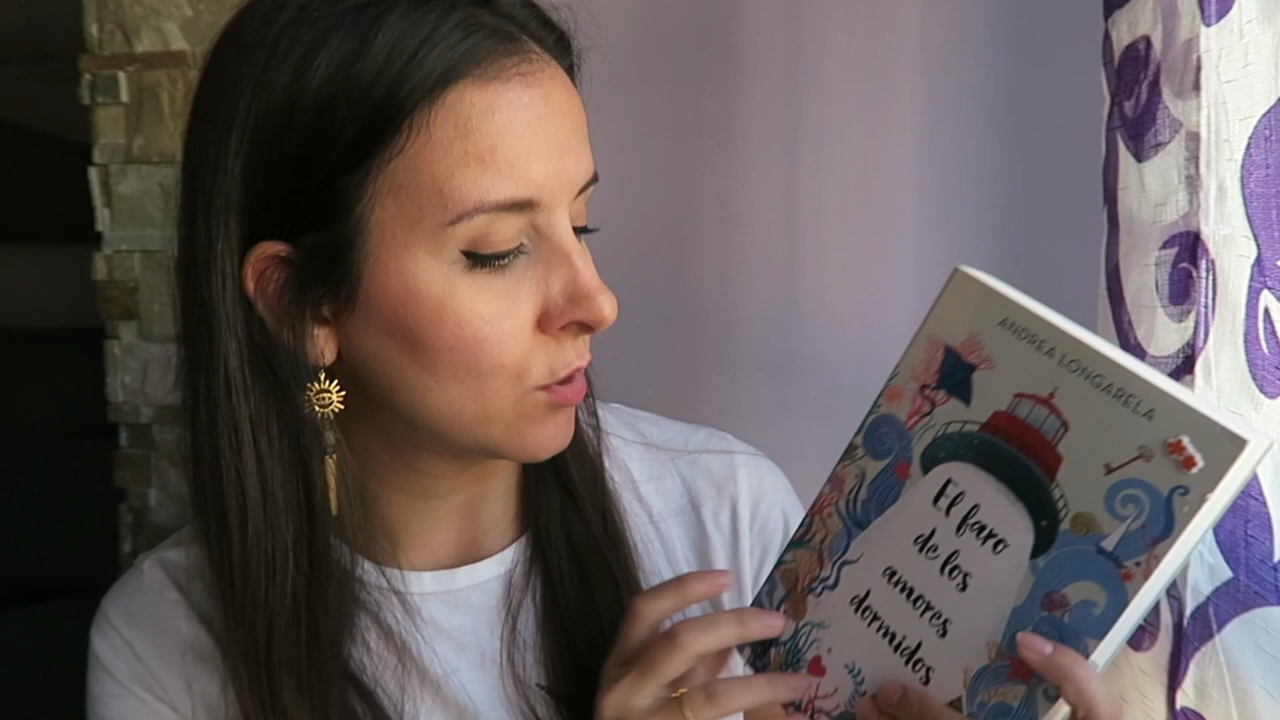 ANDREA LONGARELA
El faro
de los
amores
dormidos